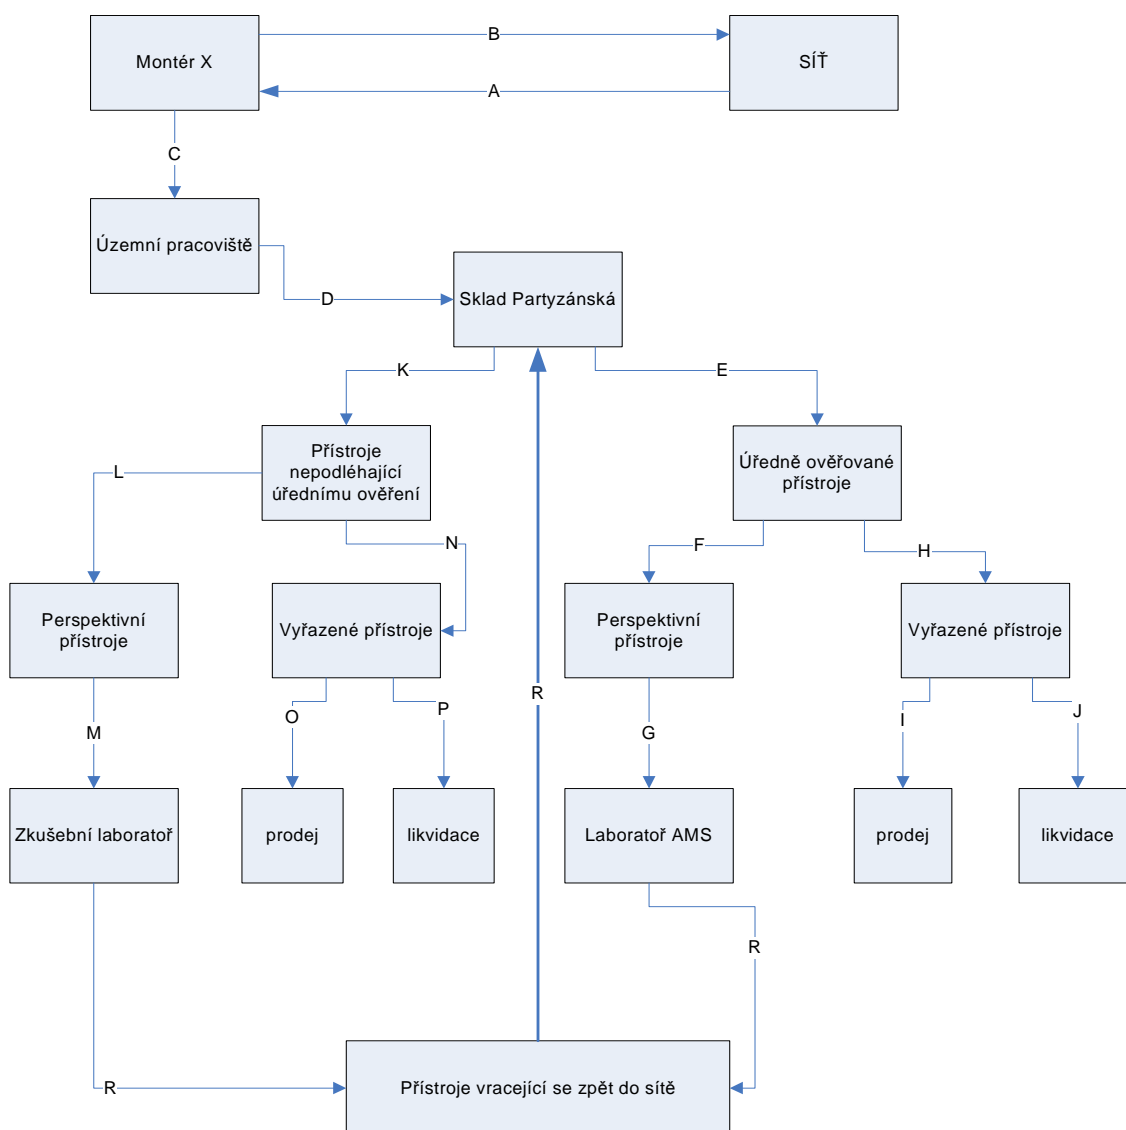 B
Montér X
SÍŤ
A
C
Územní pracoviště
Sklad Partyzánská
D
K
E
Přístroje
nepodléhající
úřednímu ověření
L
Úředně ověřované
přístroje
N
F
H
Perspektivní
přístroje
Vyřazené přístroje
Perspektivní
přístroje
Vyřazené přístroje
R
O
P
M
G
I
J
Zkušební laboratoř
prodej
likvidace
Laboratoř AMS
prodej
likvidace
R
R
Přístroje vracející se zpět do sítě